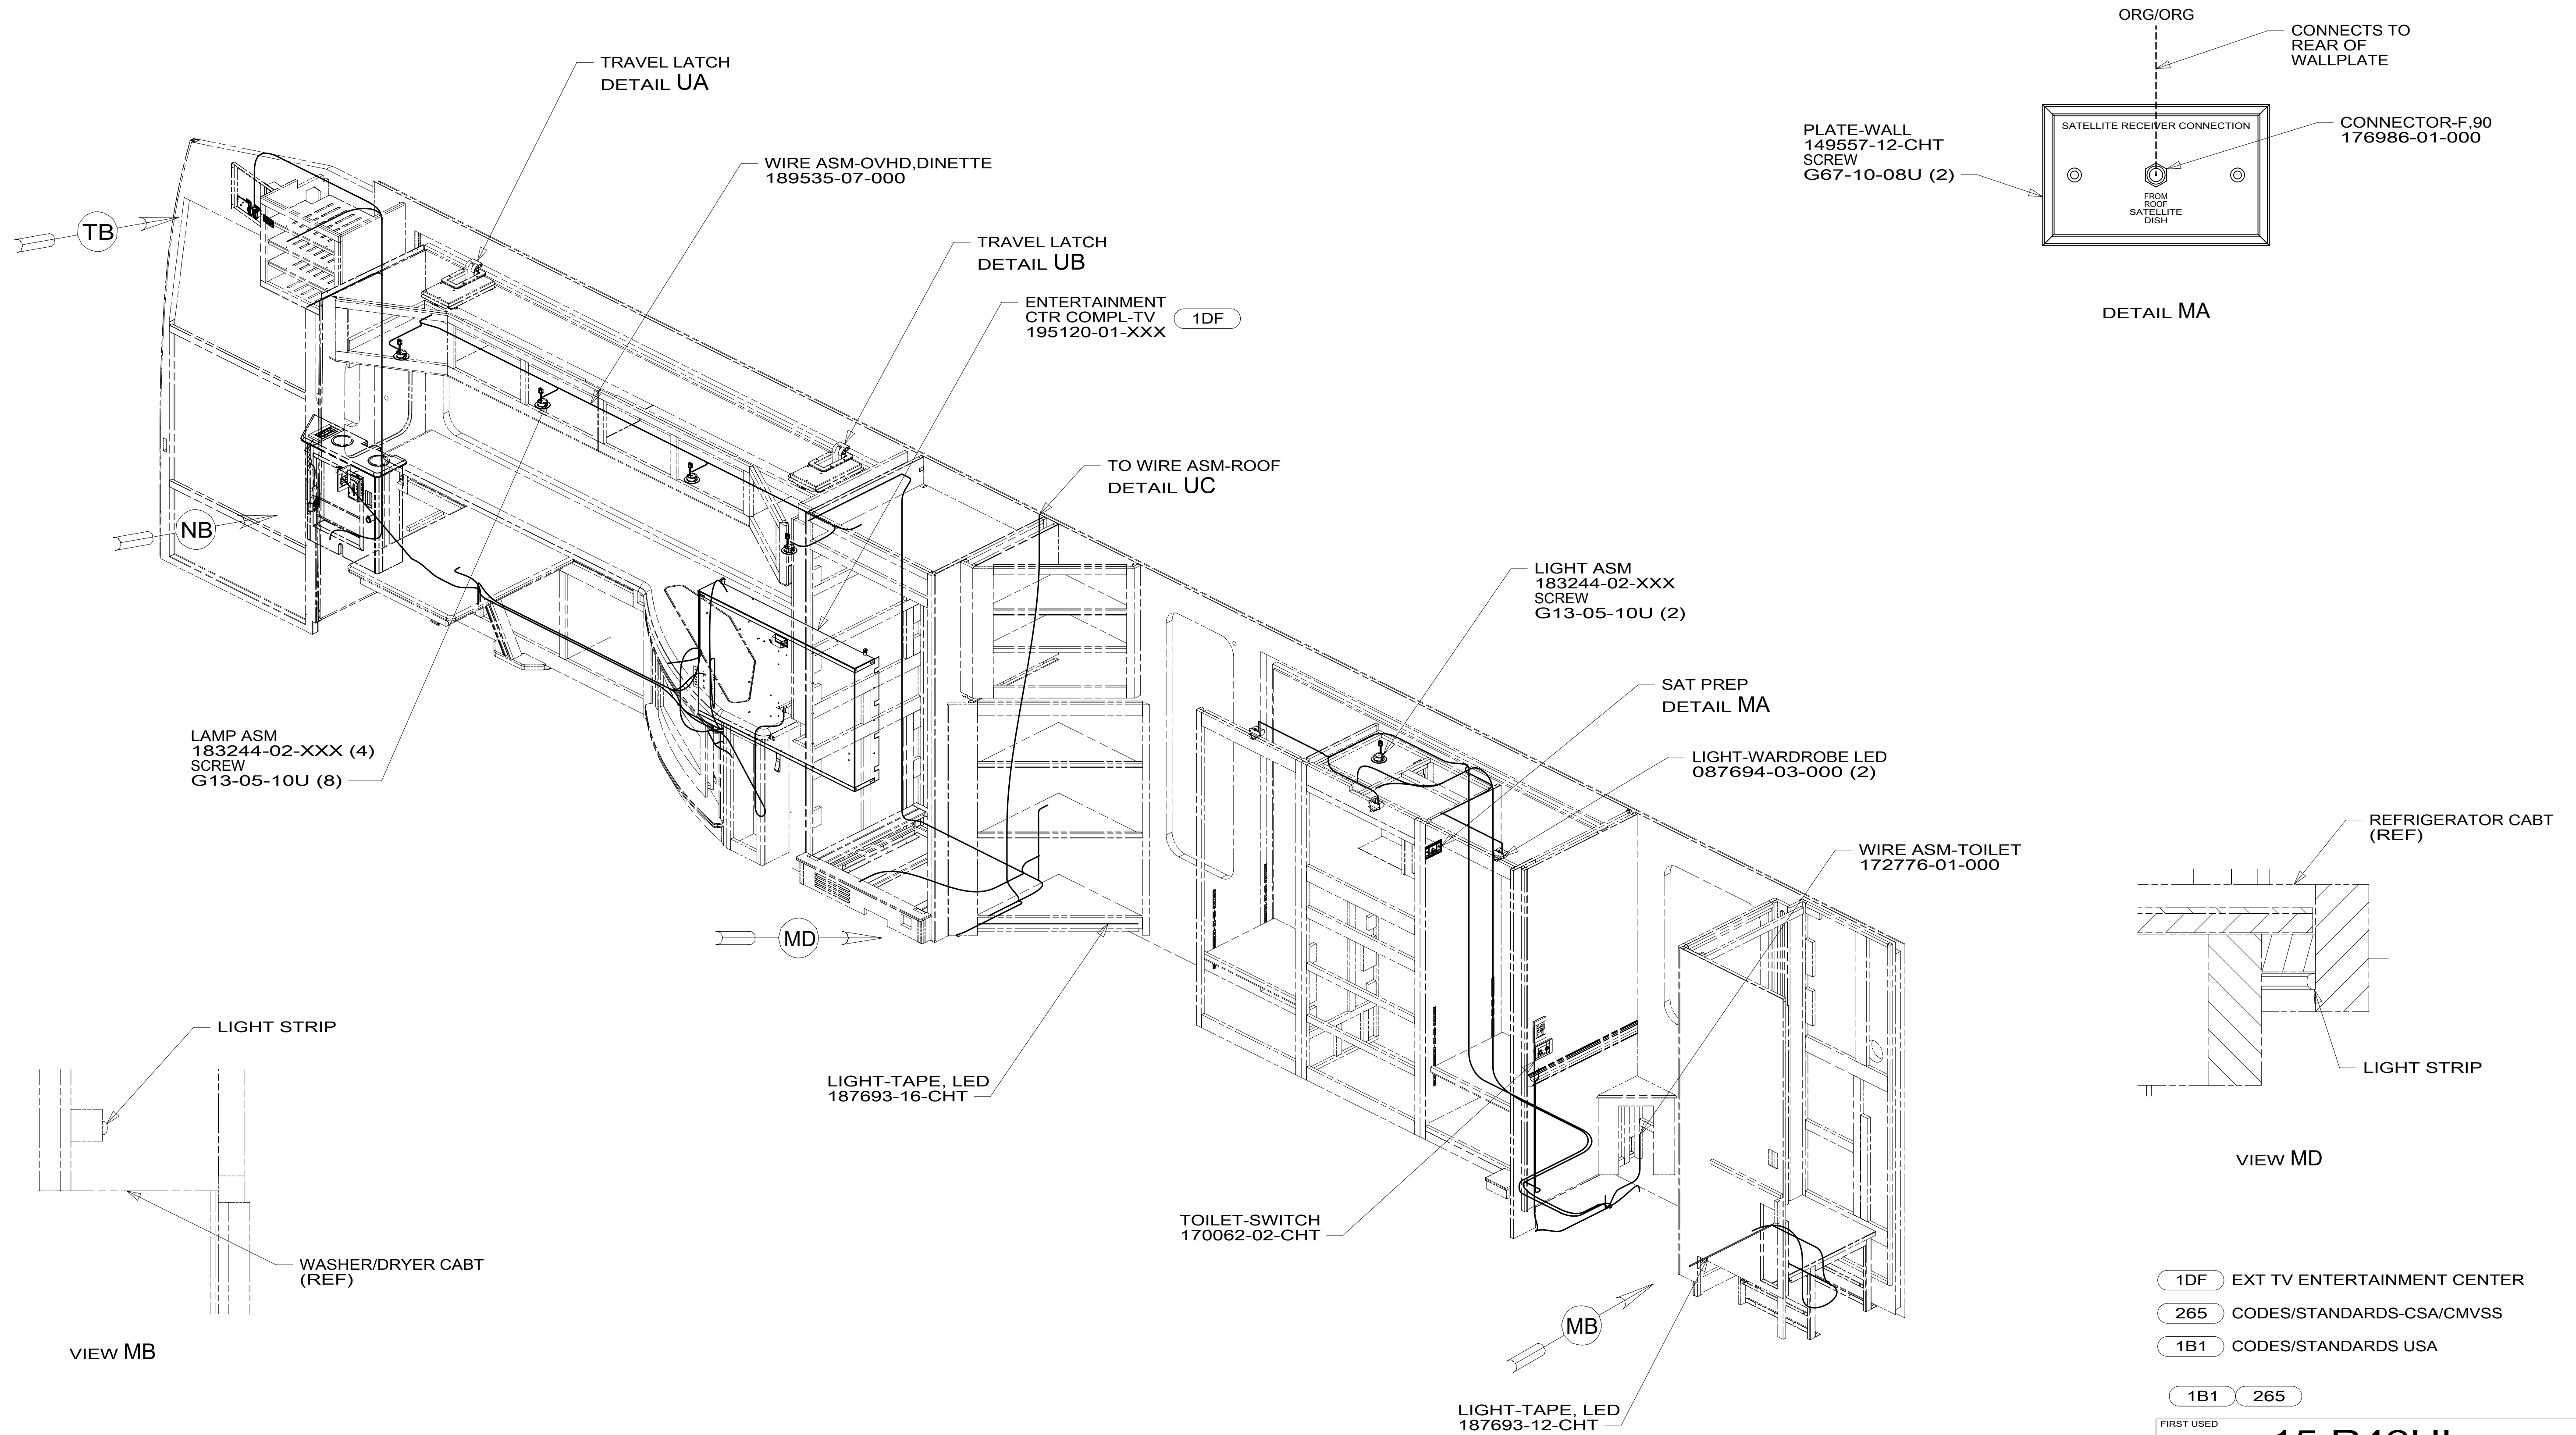 ORG/ORG
CONNECTS TO
REAR OF
WALLPLATE
TRAVEL LATCH
DETAIL UA
PLATE-WALL
149557-12-CHT
SCREW
G67-10-08U (2)
SATELLITE RECEIVER CONNECTION
CONNECTOR-F,90
176986-01-000
FROM
ROOF
SATELLITE
DISH
DETAIL MA
WIRE ASM-OVHD,DINETTE
189535-07-000
TB
TRAVEL LATCH
DETAIL UB
ENTERTAINMENT
CTR COMPL-TV
195120-01-XXX
1DF
TO WIRE ASM-ROOF
DETAIL UC
NB
LIGHT ASM
183244-02-XXX
SCREW
G13-05-10U (2)
SAT PREP
DETAIL MA
LAMP ASM
183244-02-XXX (4)
SCREW
G13-05-10U (8)
LIGHT-WARDROBE LED
087694-03-000 (2)
REFRIGERATOR CABT
(REF)
WIRE ASM-TOILET
172776-01-000
MD
LIGHT STRIP
LIGHT-TAPE, LED
187693-16-CHT
LIGHT STRIP
VIEW MD
TOILET-SWITCH
170062-02-CHT
WASHER/DRYER CABT
(REF)
VIEW MB
MB
LIGHT-TAPE, LED
187693-12-CHT
1DF EXT TV ENTERTAINMENT CENTER
265 CODES/STANDARDS-CSA/CMVSS
1B1 CODES/STANDARDS USA
1B1 265
FIRST USED